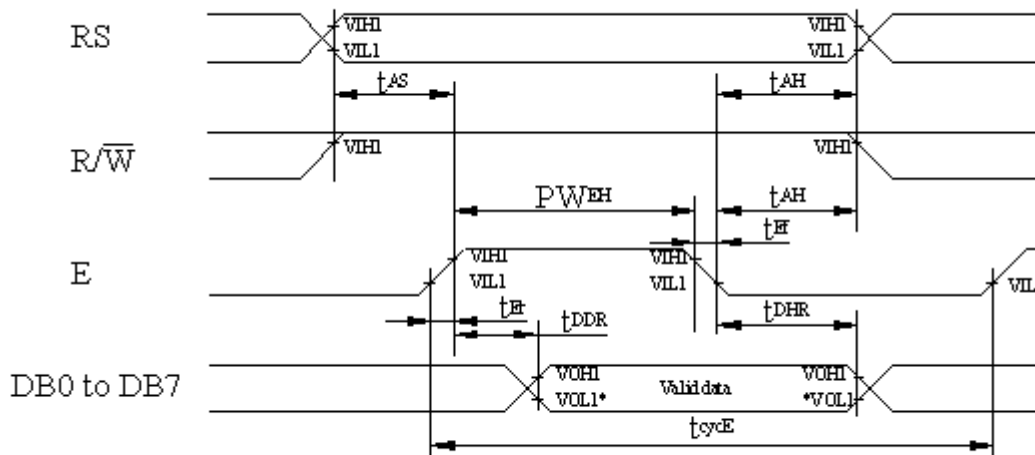 RS VIH1 VIH1
VIL1 VIL1
tAS tAH
R/W̅ VIH1 VIH1
PWEH tAH
tEf
E VIH1 VIH1
VIL1 VIL1 VIL
tEr tDDR tDHR
DB0 to DB7 VOH1 Valid data VOH1
VOL1* *VOL1
tcycE